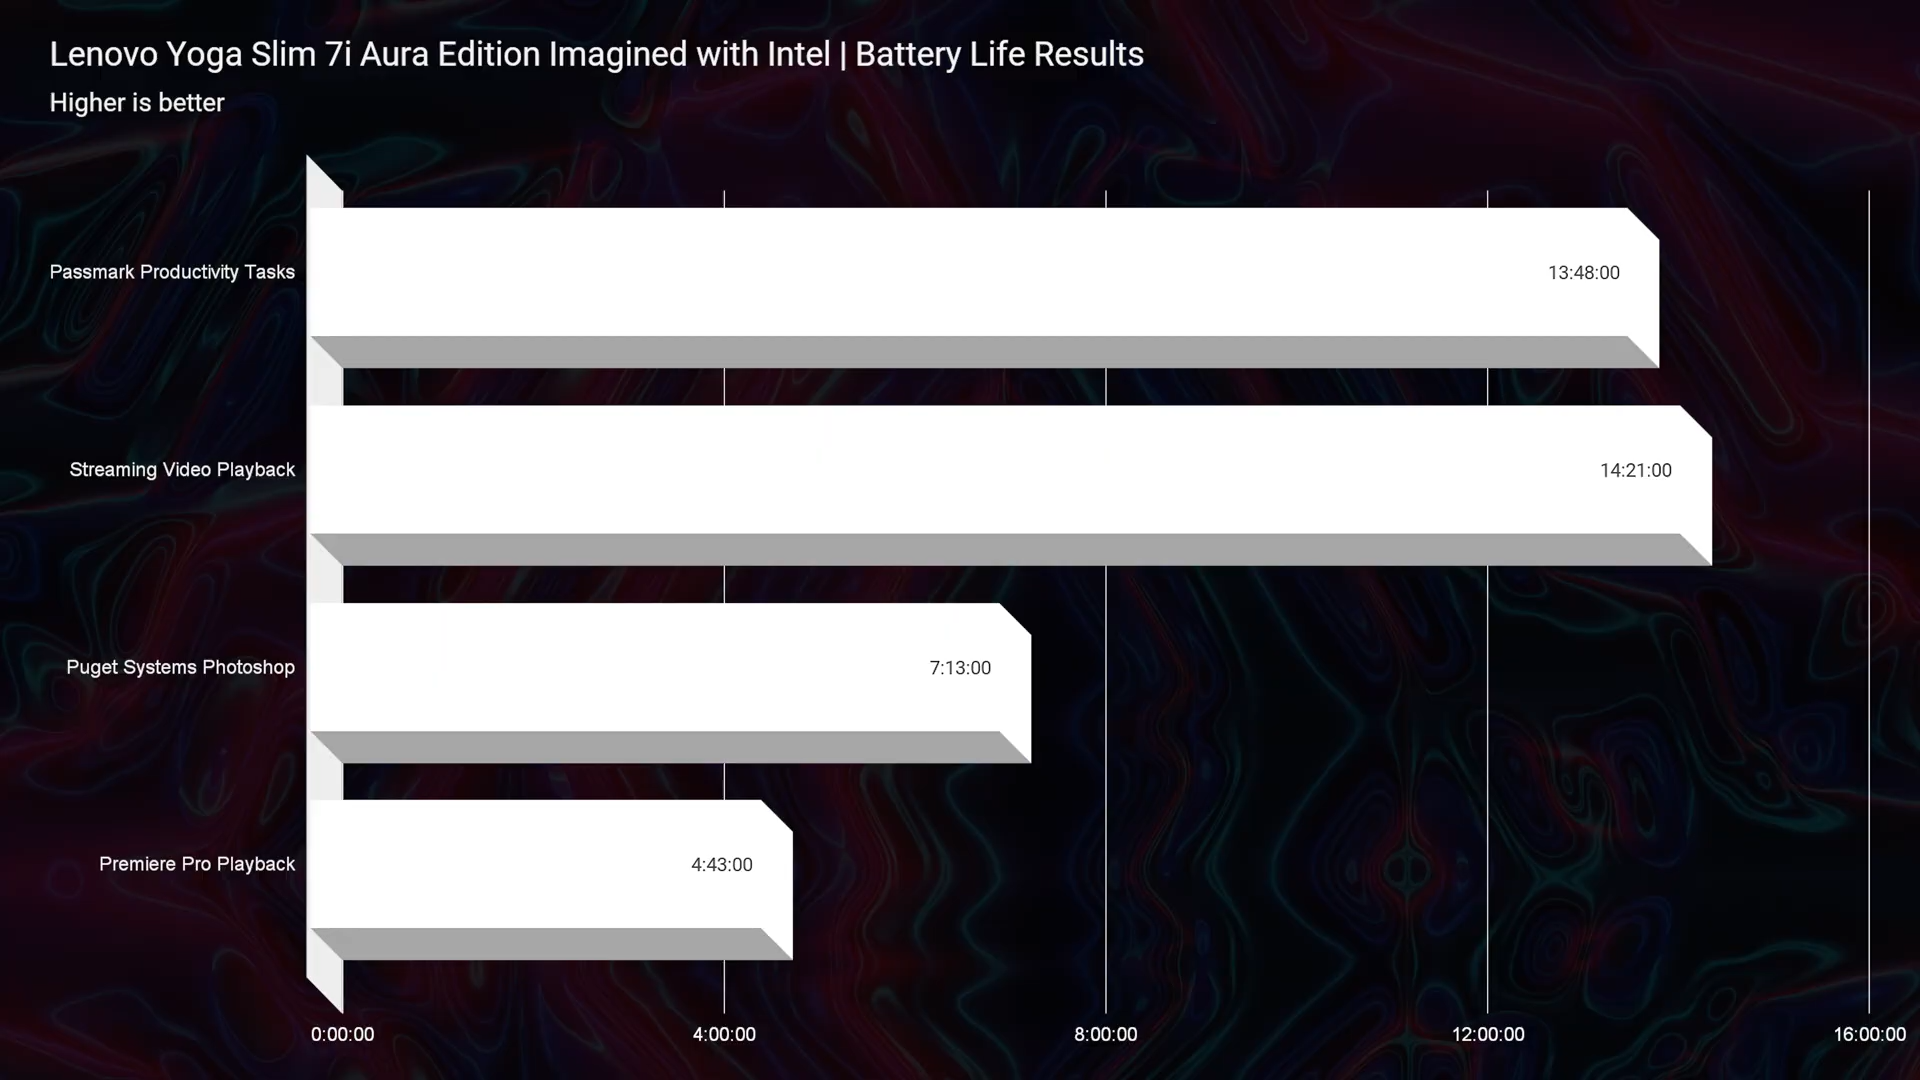 Lenovo Yoga Slim 7i Aura Edition Imagined with Intel | Battery Life Results
Higher is better
Passmark Productivity Tasks
13:48:00
Streaming Video Playback
14:21:00
Puget Systems Photoshop
7:13:00
Premiere Pro Playback
4:43:00
0:00:00
4:00:00
8:00:00
12:00:00
16:00:00